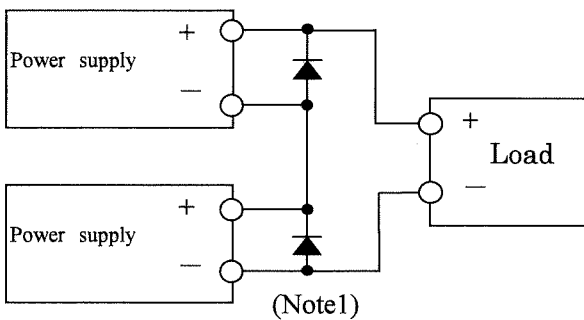 +
Power supply
—
+
Load
—
+
Power supply
—
(Note1)